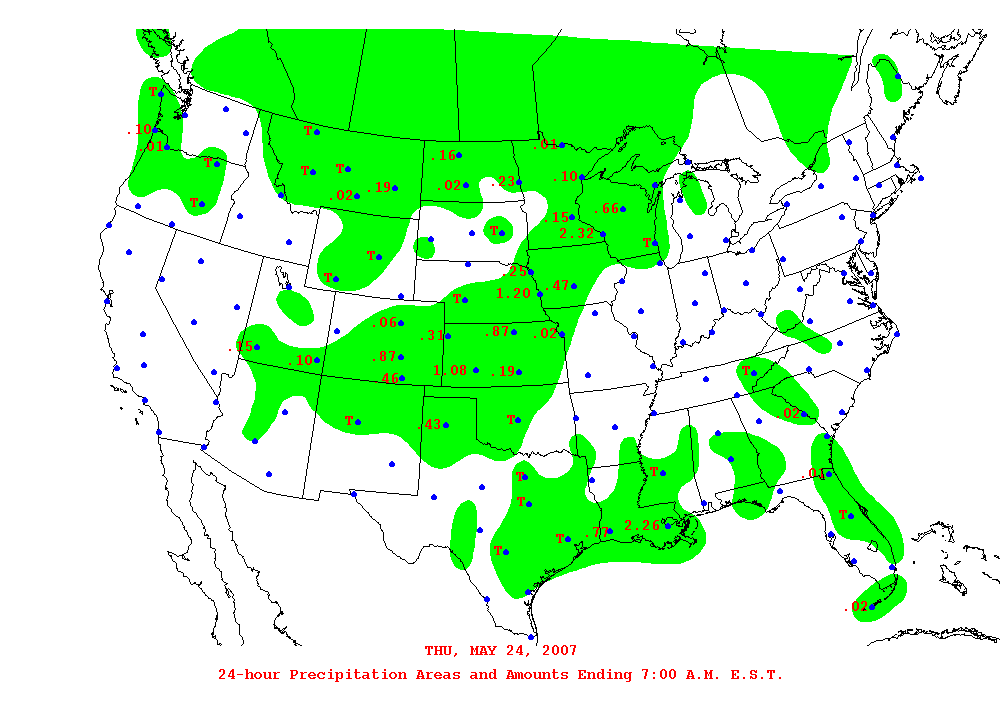 T
.10
.01
T
T
T
.16
.01
T
T
.02
.19
.02
.23
.10
.15
.66
2.32
T
T
T
T
.25
.47
1.20
T
.06
.31
.87
.02
.15
.10
.87
1.08
.19
.46
T
T
.02
T
.43
T
T
T
.01
T
T
T
.77
2.26
T
.02
THU, MAY 24, 2007
24-hour Precipitation Areas and Amounts Ending 7:00 A.M. E.S.T.